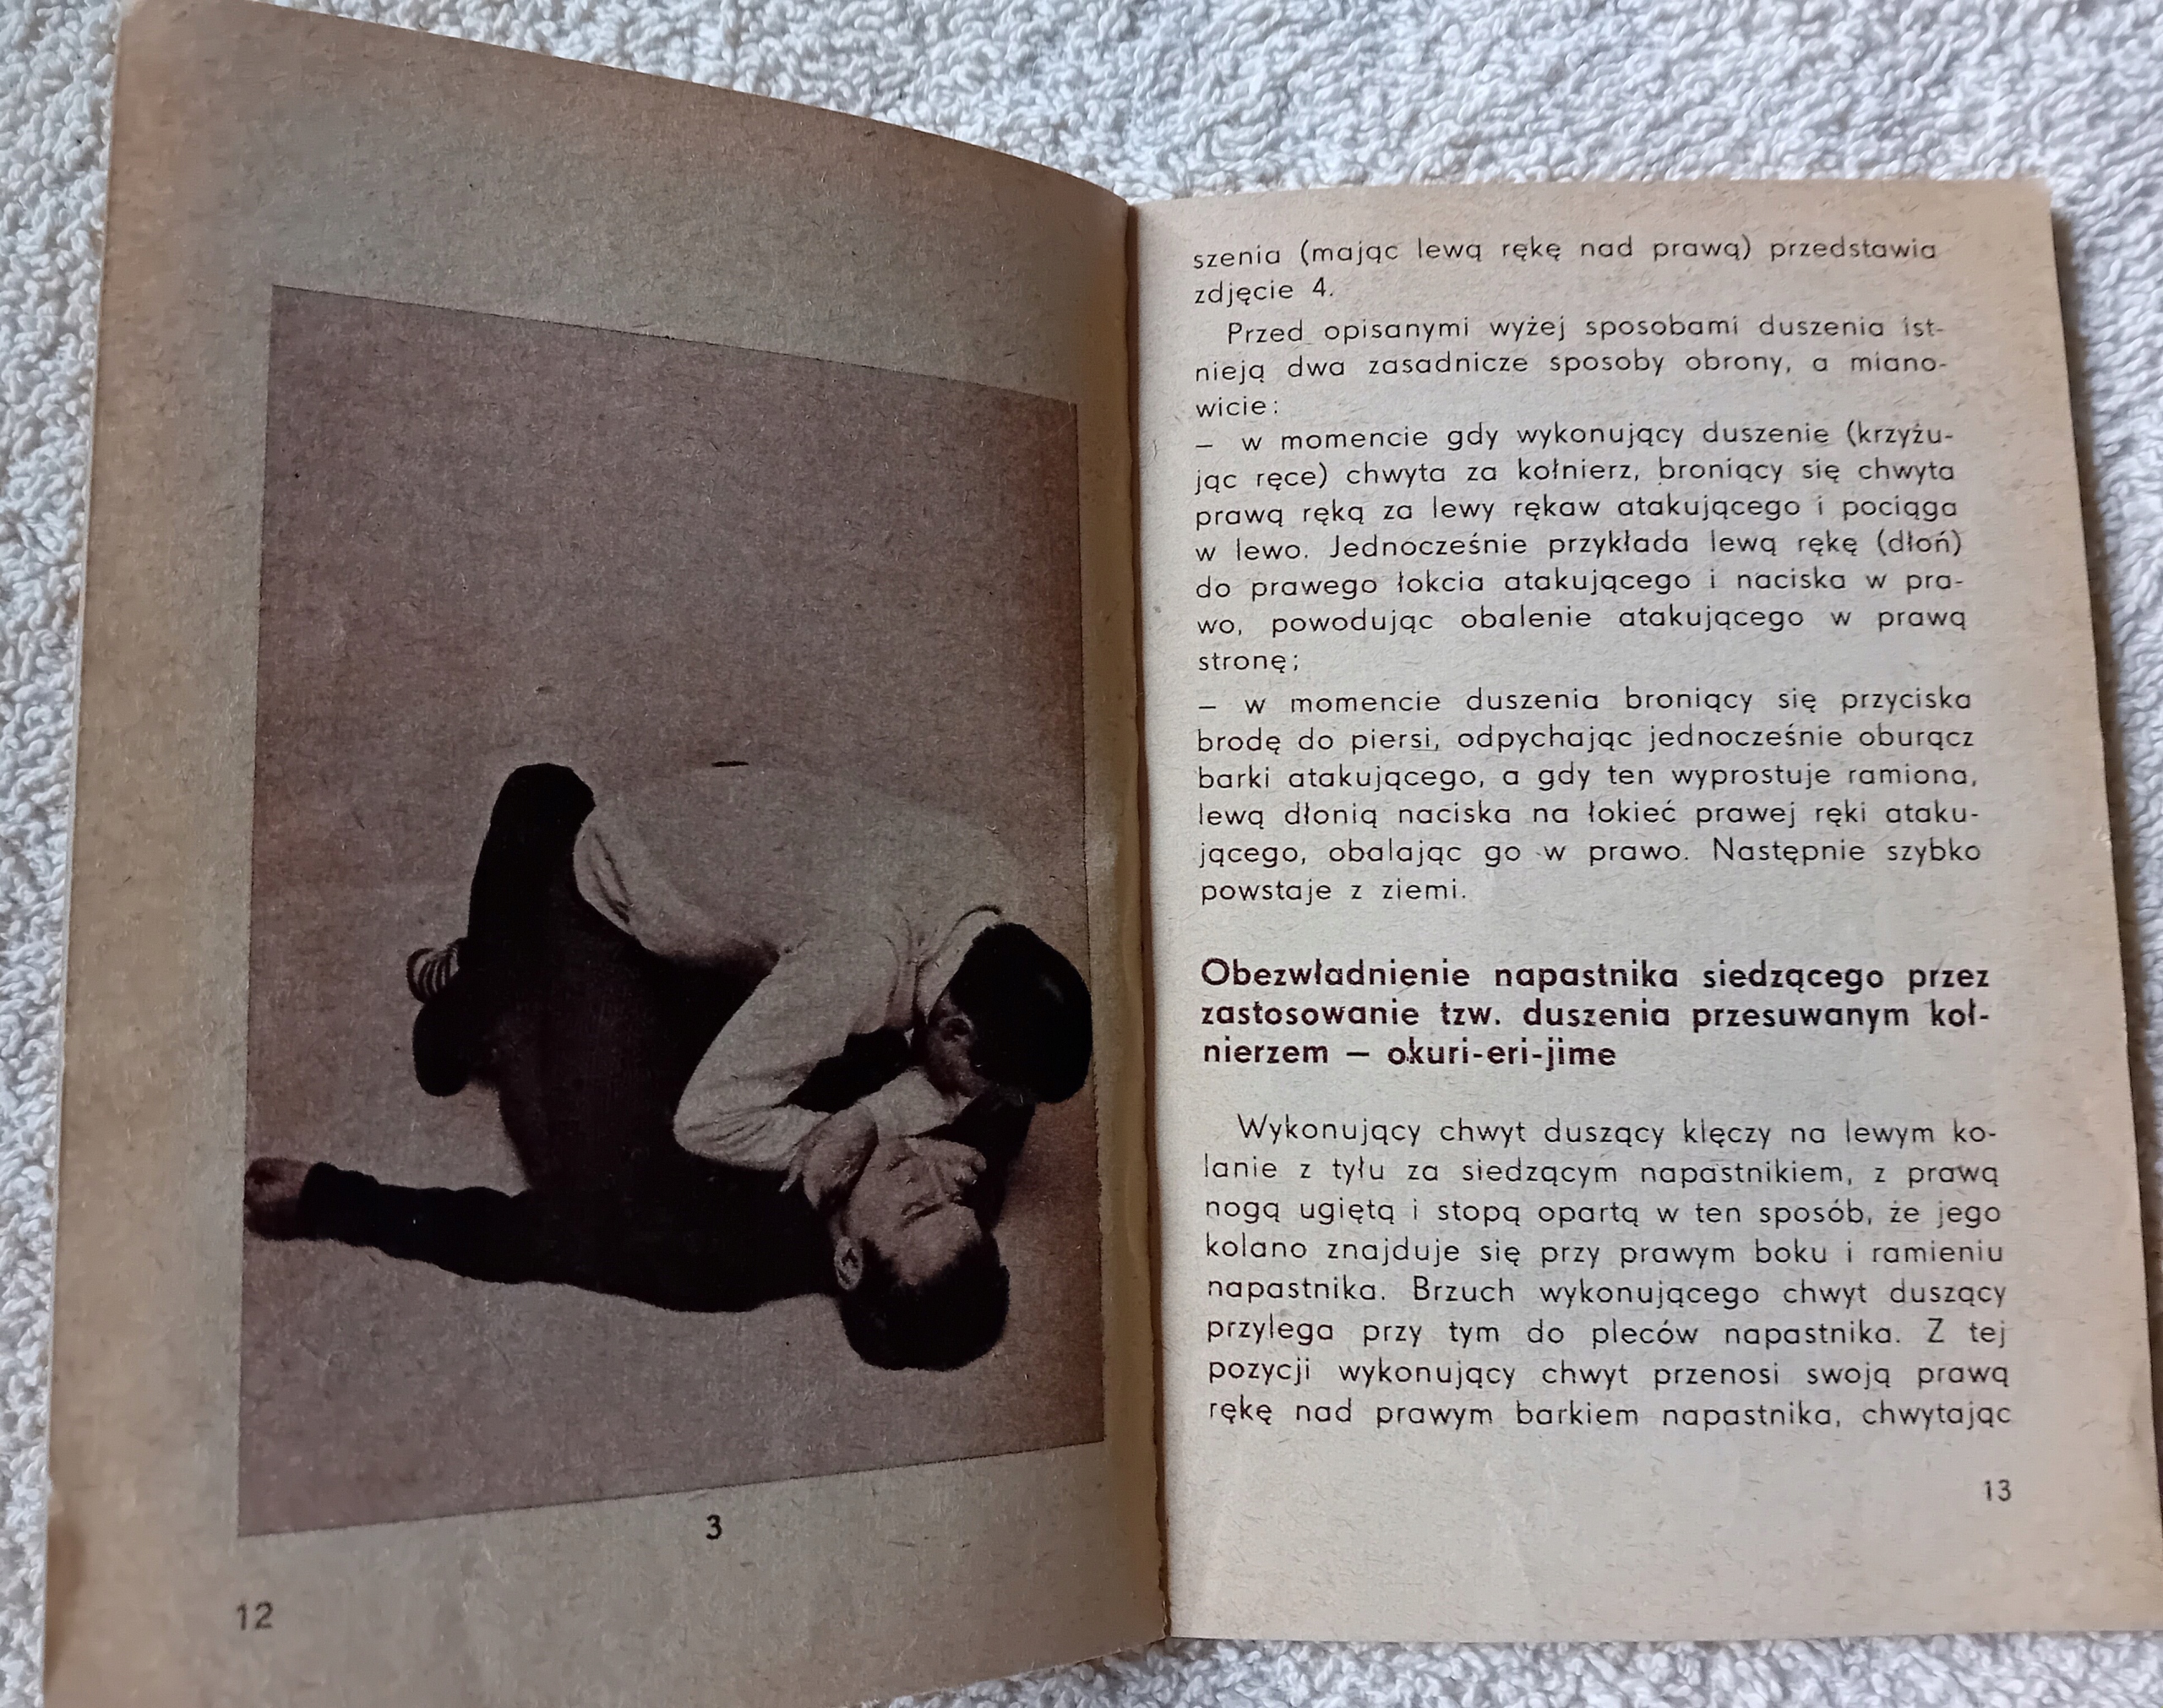 3
12
szenia (mając lewą rękę nad prawą) przedstawia
zdjęcie 4.
Przed opisanymi wyżej sposobami duszenia ist-
nieją dwa zasadnicze sposoby obrony, a miano-
wicie:
— w momencie gdy wykonujący duszenie (krzyżu-
jąc ręce) chwyta za kołnierz, broniący się chwyta
prawą ręką za lewy rękaw atakującego i pociąga
w lewo. Jednocześnie przykłada lewą rękę (dłoń)
do prawego łokcia atakującego i naciska w pra-
wo, powodując obalenie atakującego w prawą
stronę;
— w momencie duszenia broniący się przyciska
brodę do piersi, odpychając jednocześnie oburącz
barki atakującego, a gdy ten wyprostuje ramiona,
lewą dłonią naciska na łokieć prawej ręki ataku-
jącego, obalając go w prawo. Następnie szybko
powstaje z ziemi.
Obezwładnienie napastnika siedzącego przez
zastosowanie tzw. duszenia przesuwanym koł-
nierzem — okuri-eri-jime
Wykonujący chwyt duszący klęczy na lewym ko-
lanie z tyłu za siedzącym napastnikiem, z prawą
nogą ugiętą i stopą opartą w ten sposób, że jego
kolano znajduje się przy prawym boku i ramieniu
napastnika. Brzuch wykonującego chwyt duszący
przylega przy tym do pleców napastnika. Z tej
pozycji wykonujący chwyt przenosi swoją prawą
rękę nad prawym barkiem napastnika, chwytając
13